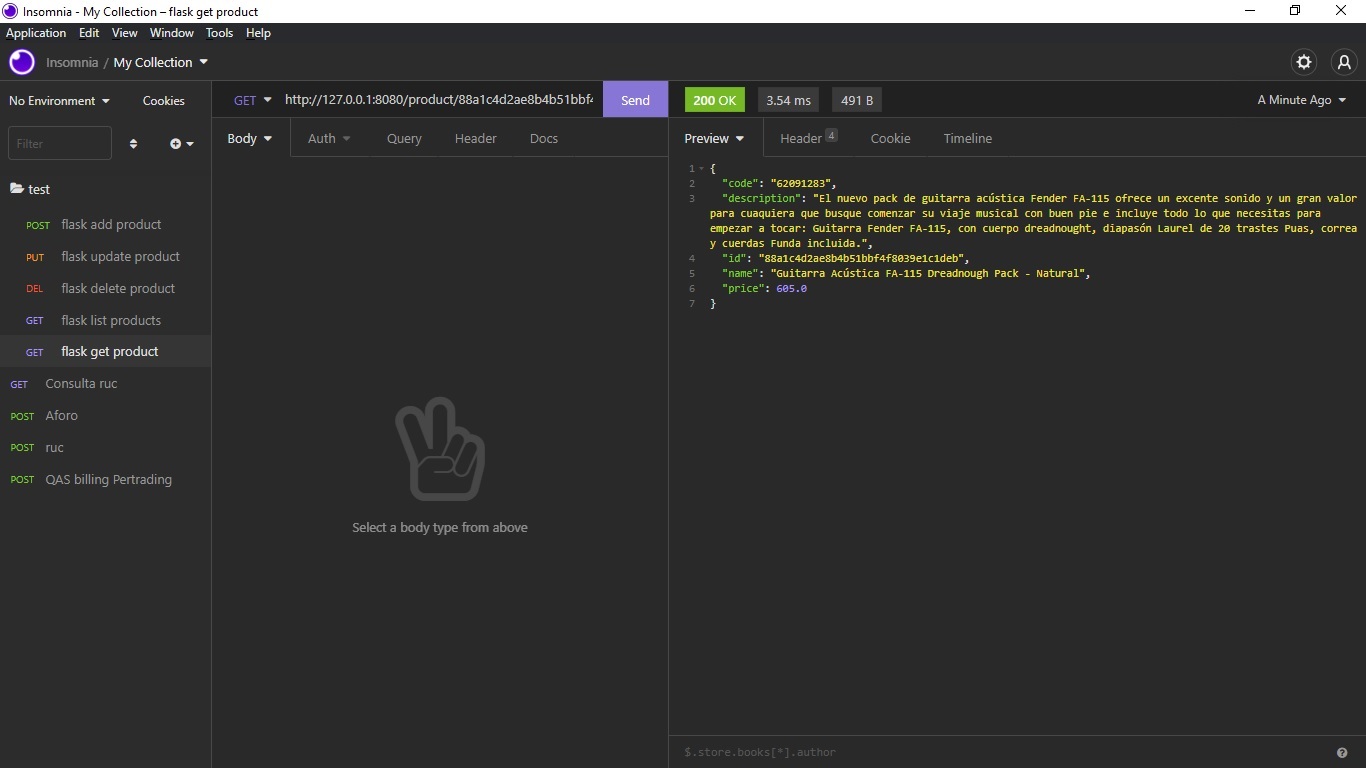 Insomnia - My Collection – flask get product
Application Edit View Window Tools Help
Insomnia / My Collection
No Environment Cookies
Filter
test
POST flask add product
PUT flask update product
DEL flask delete product
GET flask list products
GET flask get product
GET Consulta ruc
POST Aforo
POST ruc
POST QAS billing Pertrading
GET http://127.0.0.1:8080/product/88a1c4d2ae8b4b51bbf4 Send
Body Auth Query Header Docs
Select a body type from above
200 OK 3.54 ms 491 B A Minute Ago
Preview Header 4 Cookie Timeline
1 {
2 "code": "62091283",
3 "description": "El nuevo pack de guitarra acústica Fender FA-115 ofrece un excente sonido y un gran valor
para cuaquiera que busque comenzar su viaje musical con buen pie e incluye todo lo que necesitas para
empezar a tocar: Guitarra Fender FA-115, con cuerpo dreadnought, diapasón Laurel de 20 trastes Puas, correa
y cuerdas Funda incluida.",
4 "id": "88a1c4d2ae8b4b51bbf4f8039e1c1deb",
5 "name": "Guitarra Acústica FA-115 Dreadnough Pack - Natural",
6 "price": 605.0
7 }
$.store.books[*].author